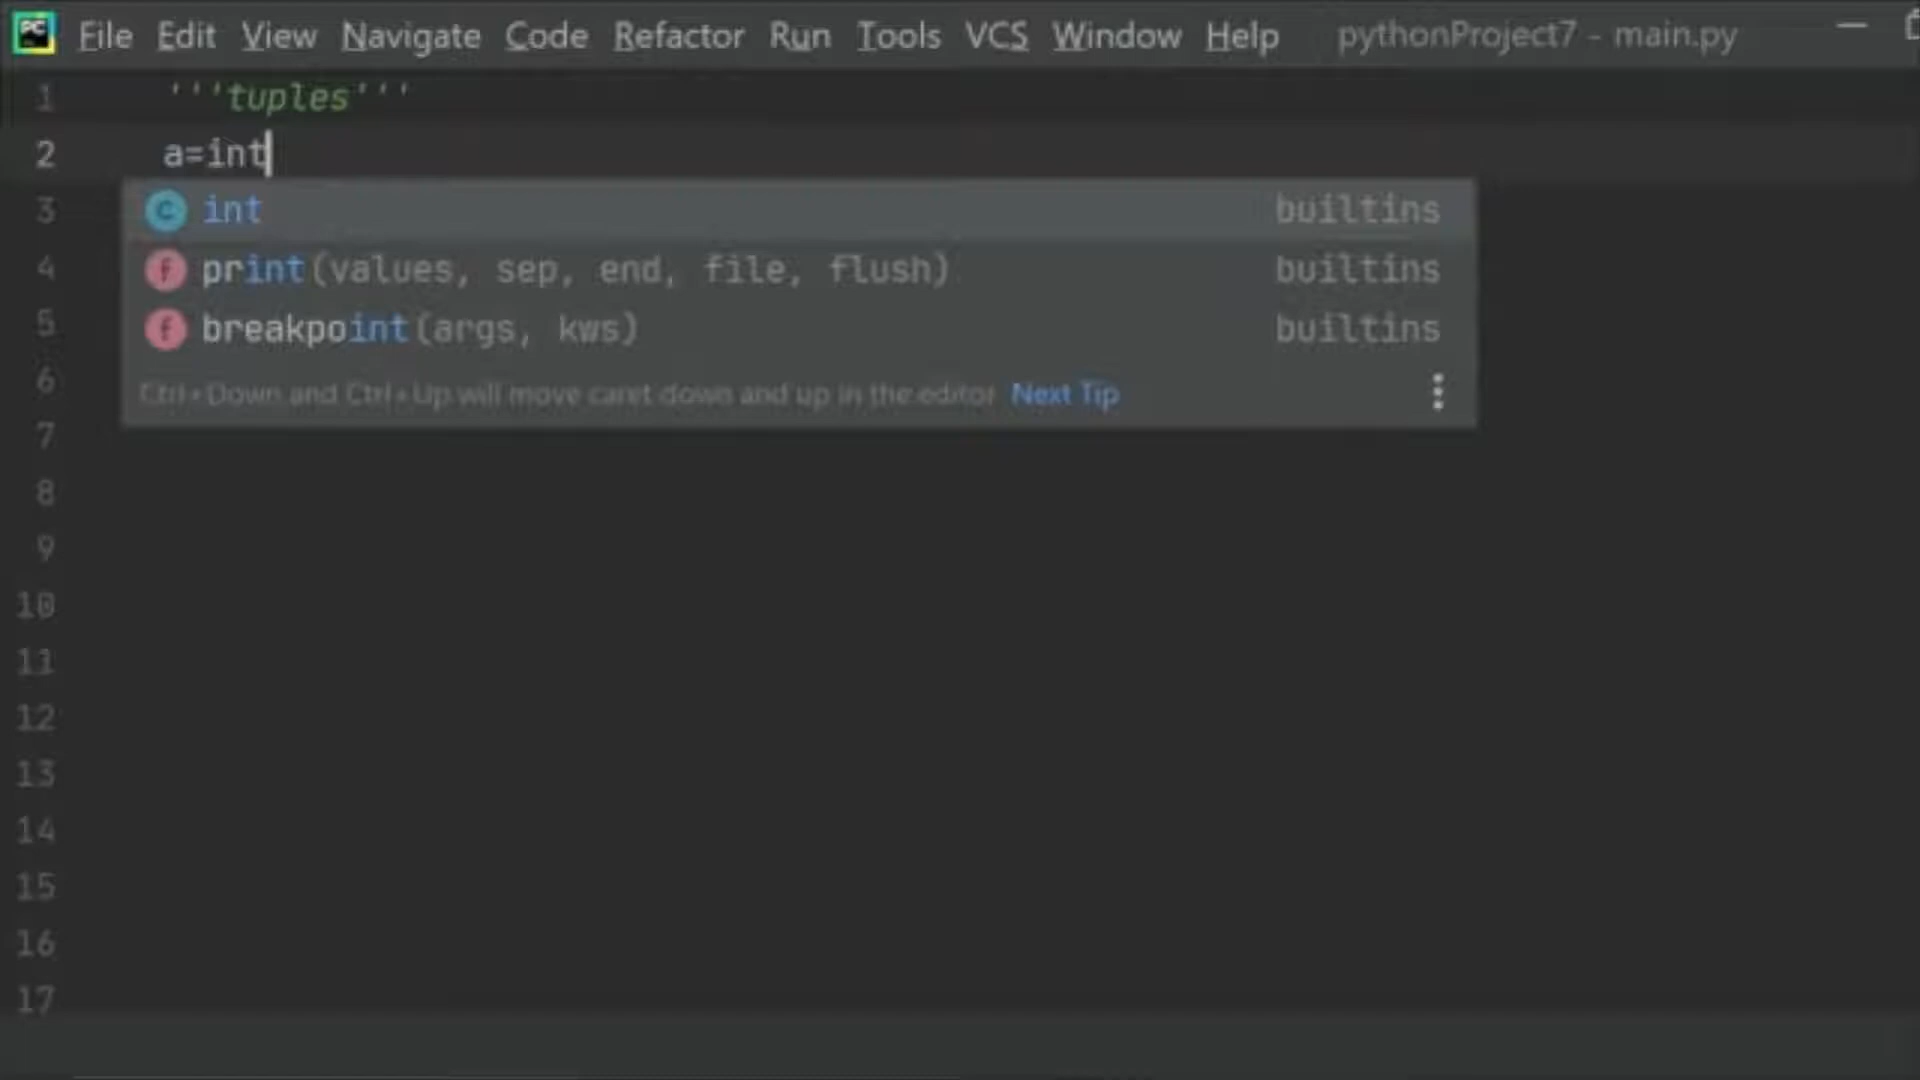 PC File Edit View Navigate Code Refactor Run Tools VCS Window Help pythonProject7 - main.py
1 '''tuples'''
2 a=int
3 c int builtins
4 f print(values, sep, end, file, flush) builtins
5 f breakpoint(args, kws) builtins
6 Ctrl+Down and Ctrl+Up will move caret down and up in the editor Next Tip
7
8
9
10
11
12
13
14
15
16
17